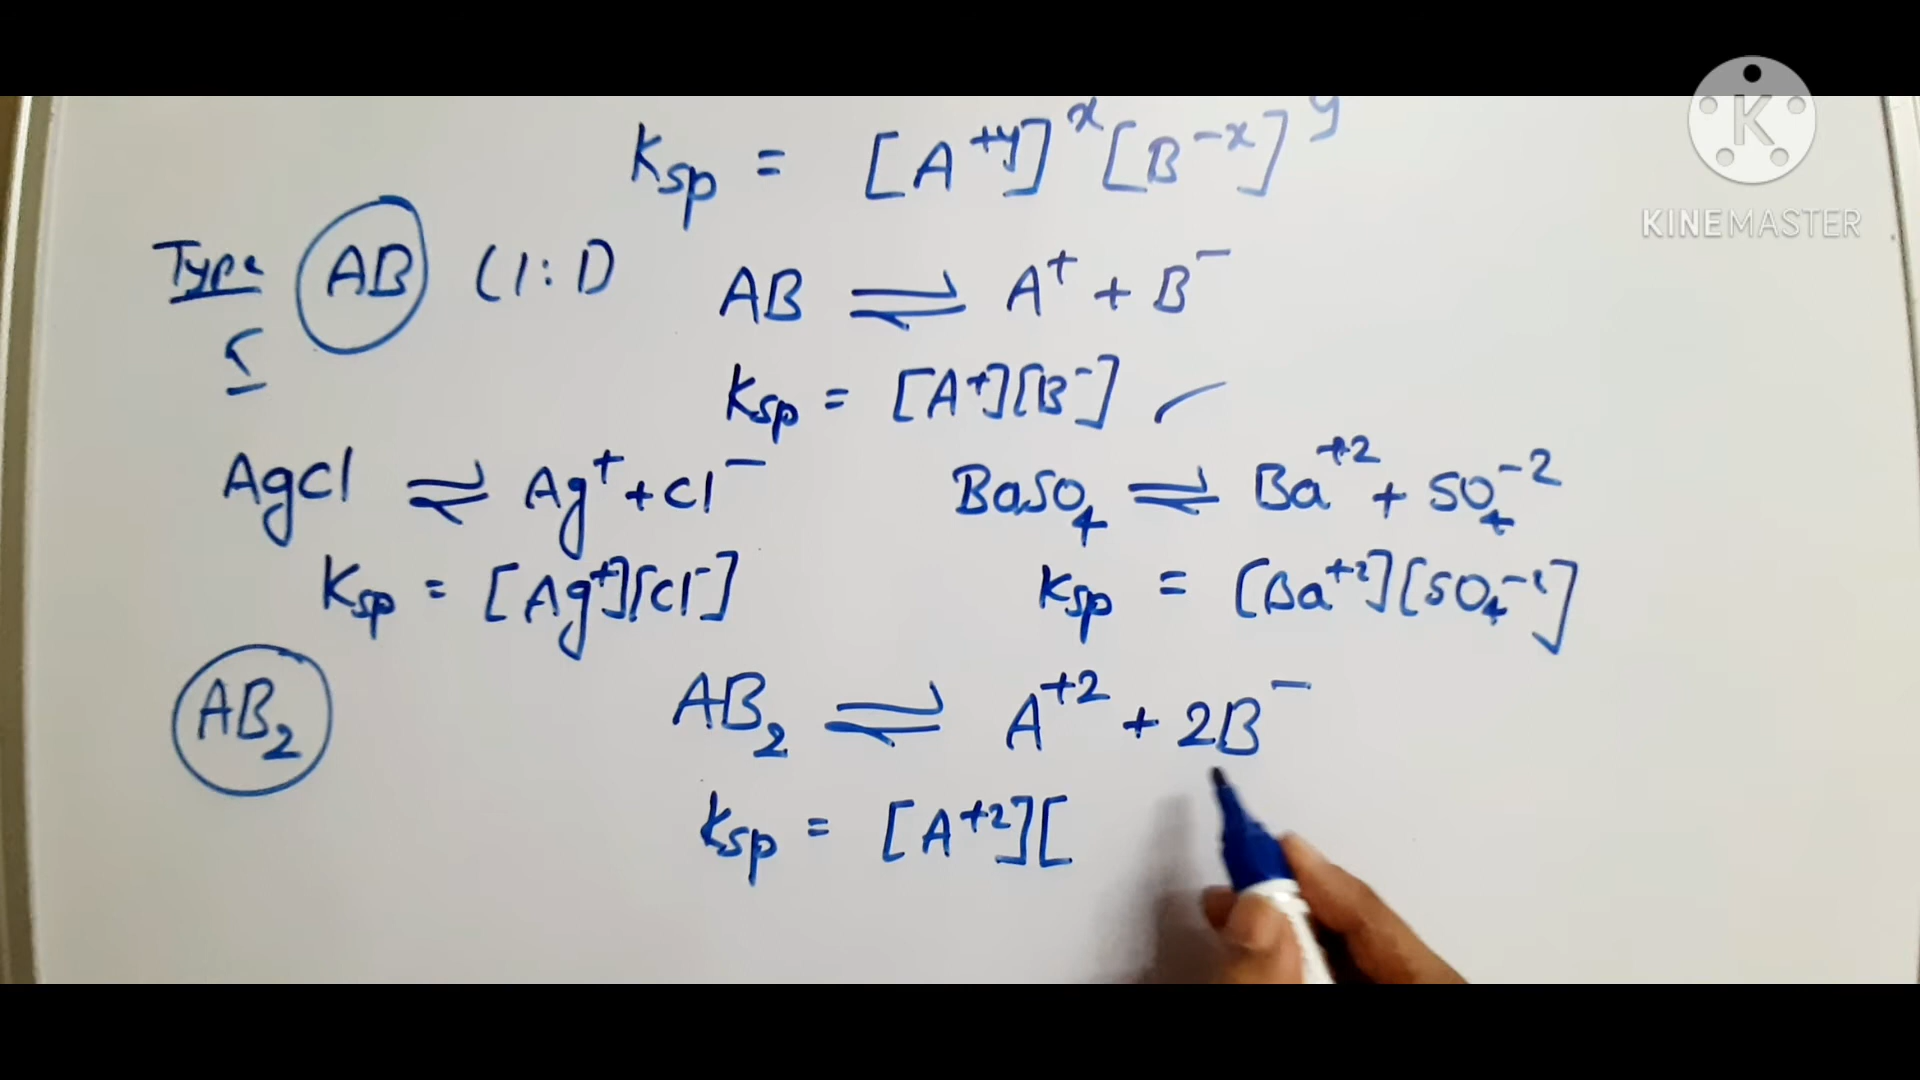 Ksp = [A+y]x[B-x]y
KINEMASTER
Type AB (1:1) AB ⇌ A+ + B-
I
Ksp = [A+][B-]
AgCl ⇌ Ag+ + Cl-
BaSO4 ⇌ Ba+2 + SO4-2
Ksp = [Ag+][Cl-]
Ksp = [Ba+2][SO4-2]
AB2
AB2 ⇌ A+2 + 2B-
Ksp = [A+2][